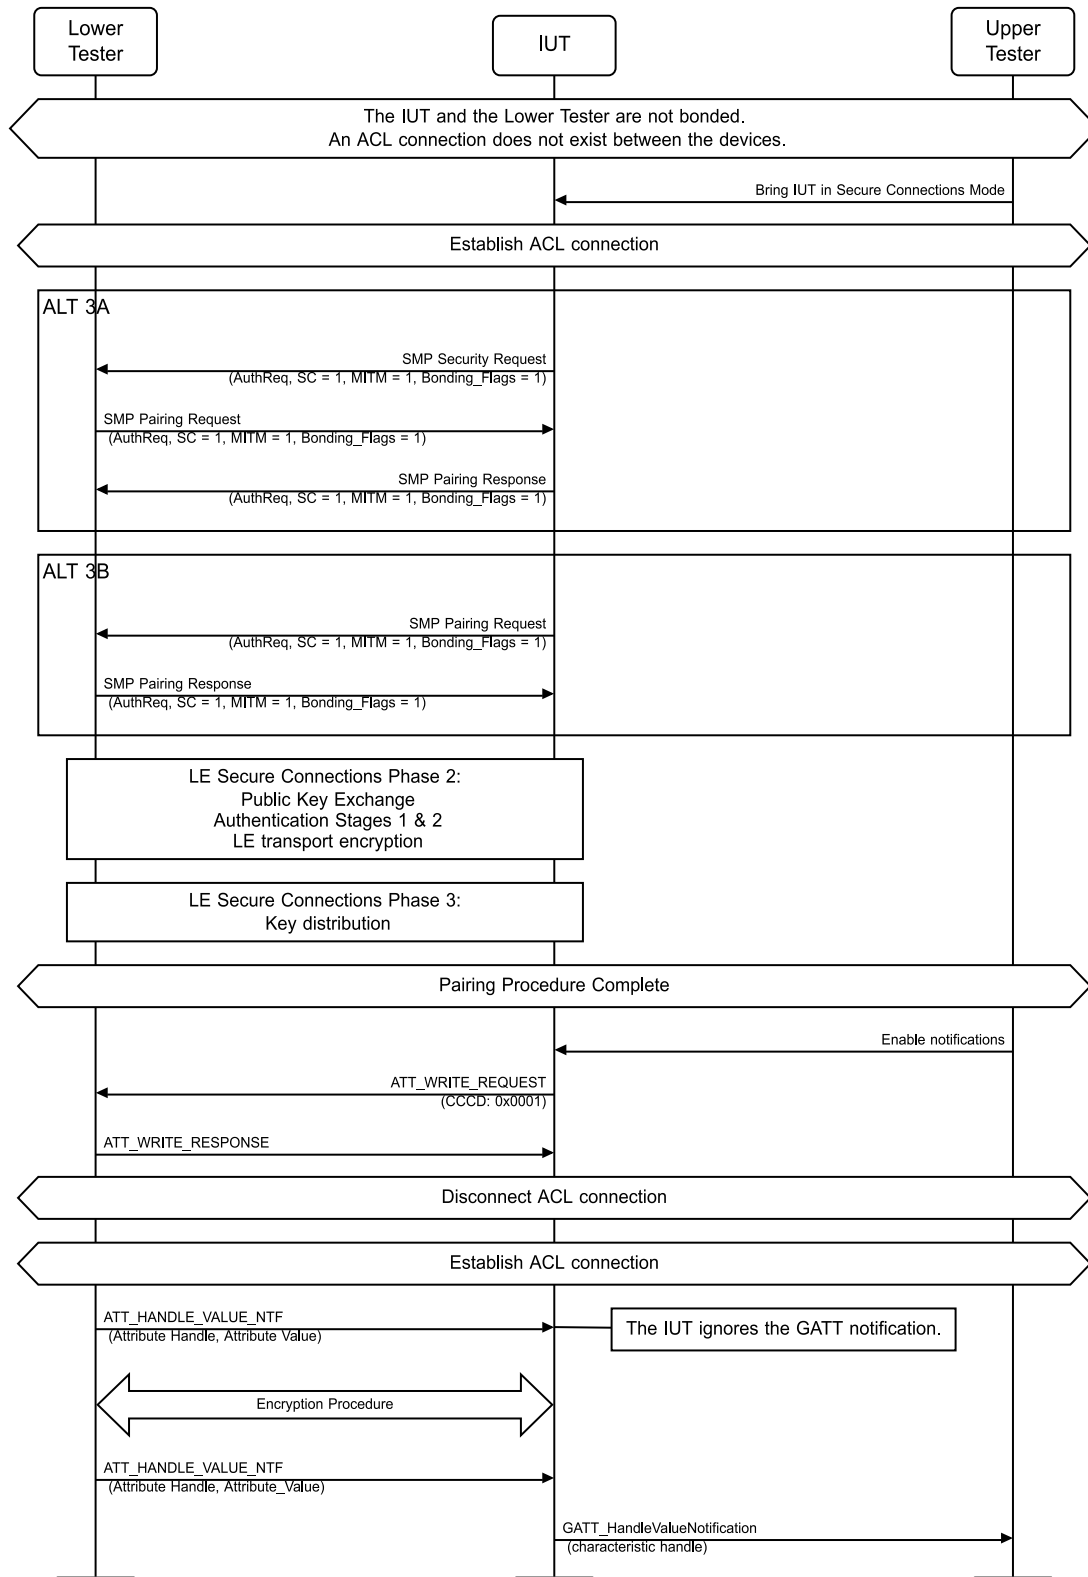 Lower
Tester
IUT
Upper
Tester
The IUT and the Lower Tester are not bonded.
An ACL connection does not exist between the devices.
Bring IUT in Secure Connections Mode
Establish ACL connection
ALT 3A
SMP Security Request
(AuthReq, SC = 1, MITM = 1, Bonding_Flags = 1)
SMP Pairing Request
(AuthReq, SC = 1, MITM = 1, Bonding_Flags = 1)
SMP Pairing Response
(AuthReq, SC = 1, MITM = 1, Bonding_Flags = 1)
ALT 3B
SMP Pairing Request
(AuthReq, SC = 1, MITM = 1, Bonding_Flags = 1)
SMP Pairing Response
(AuthReq, SC = 1, MITM = 1, Bonding_Flags = 1)
LE Secure Connections Phase 2:
Public Key Exchange
Authentication Stages 1 & 2
LE transport encryption
LE Secure Connections Phase 3:
Key distribution
Pairing Procedure Complete
Enable notifications
ATT_WRITE_REQUEST
(CCCD: 0x0001)
ATT_WRITE_RESPONSE
Disconnect ACL connection
Establish ACL connection
ATT_HANDLE_VALUE_NTF
(Attribute Handle, Attribute Value)
The IUT ignores the GATT notification.
Encryption Procedure
ATT_HANDLE_VALUE_NTF
(Attribute Handle, Attribute_Value)
GATT_HandleValueNotification
(characteristic handle)